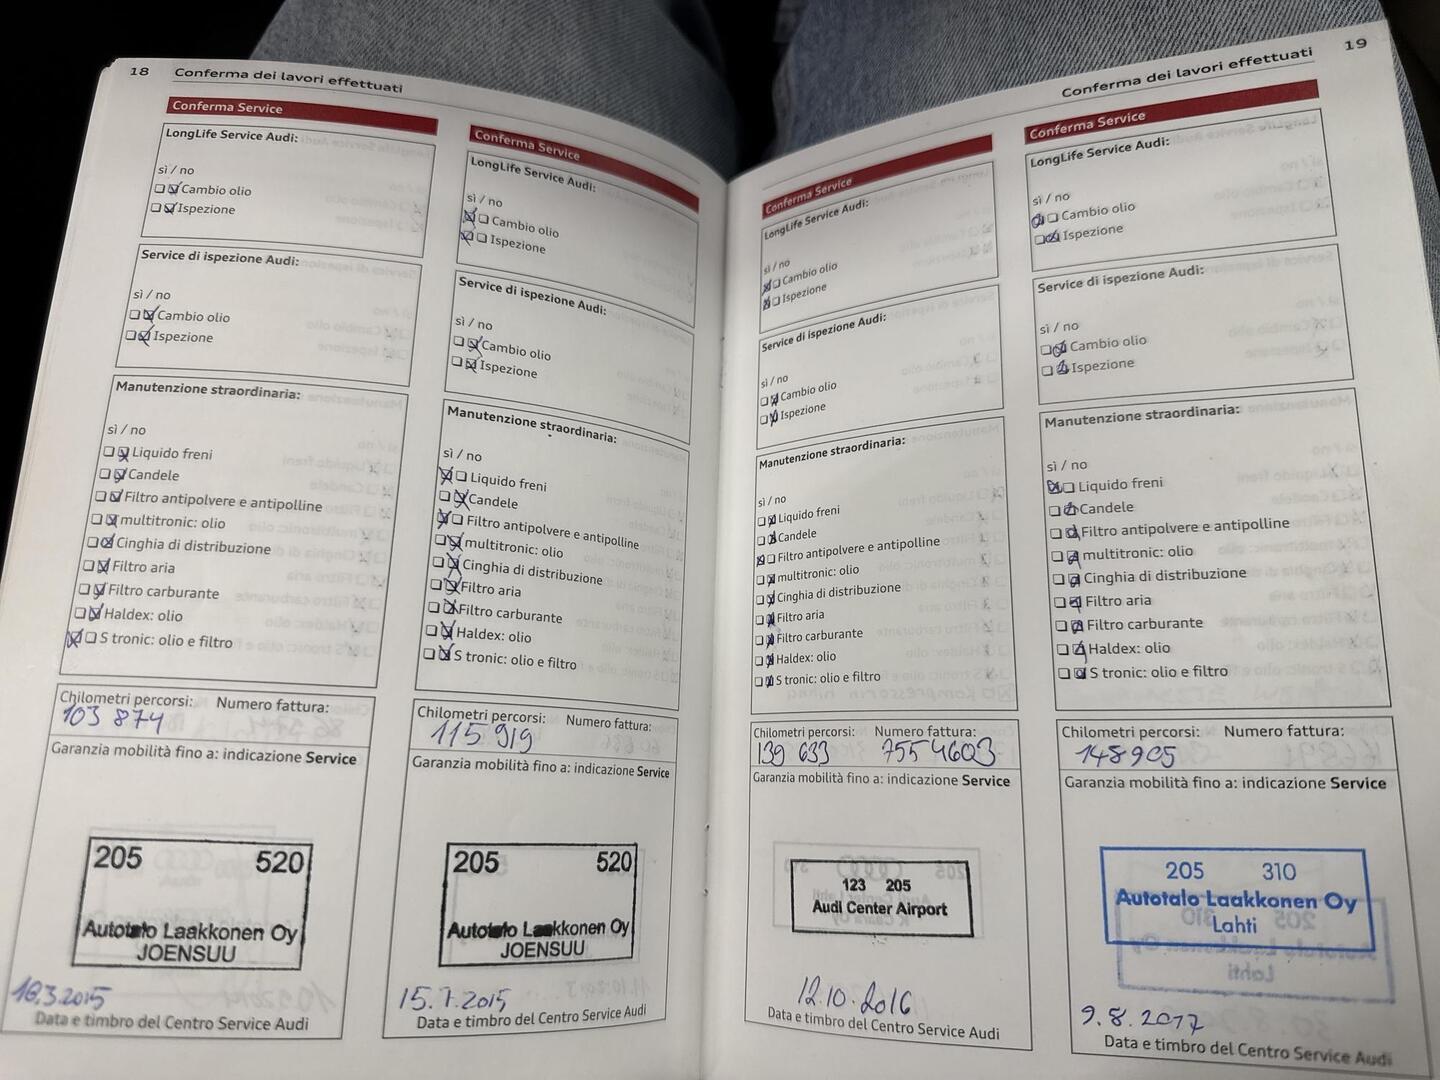 18 Conferma dei lavori effettuati
Conferma Service
LongLife Service Audi:
sì / no
Cambio olio
Ispezione
Service di ispezione Audi:
sì / no
Cambio olio
Ispezione
Manutenzione straordinaria:
sì / no
Liquido freni
Candele
Filtro antipolvere e antipolline
multitronic: olio
Cinghia di distribuzione
Filtro aria
Filtro carburante
Haldex: olio
S tronic: olio e filtro
Chilometri percorsi: Numero fattura:
103 874
Garanzia mobilità fino a: indicazione Service
205 520
Autotalo Laakkonen Oy
JOENSUU
18.3.2015
Data e timbro del Centro Service Audi
Conferma Service
LongLife Service Audi:
sì / no
Cambio olio
Ispezione
Service di ispezione Audi:
sì / no
Cambio olio
Ispezione
Manutenzione straordinaria:
sì / no
Liquido freni
Candele
Filtro antipolvere e antipolline
multitronic: olio
Cinghia di distribuzione
Filtro aria
Filtro carburante
Haldex: olio
S tronic: olio e filtro
Chilometri percorsi: Numero fattura:
115 919
Garanzia mobilità fino a: indicazione Service
205 520
Autotalo Laakkonen Oy
JOENSUU
15.7.2015
Data e timbro del Centro Service Audi
Conferma dei lavori effettuati 19
Conferma Service
LongLife Service Audi:
sì / no
Cambio olio
Ispezione
Service di ispezione Audi:
sì / no
Cambio olio
Ispezione
Manutenzione straordinaria:
sì / no
Liquido freni
Candele
Filtro antipolvere e antipolline
multitronic: olio
Cinghia di distribuzione
Filtro aria
Filtro carburante
Haldex: olio
S tronic: olio e filtro
Chilometri percorsi: Numero fattura:
139 633 7554603
Garanzia mobilità fino a: indicazione Service
123 205
Audi Center Airport
12.10.2016
Data e timbro del Centro Service Audi
Conferma Service
LongLife Service Audi:
sì / no
Cambio olio
Ispezione
Service di ispezione Audi:
sì / no
Cambio olio
Ispezione
Manutenzione straordinaria:
sì / no
Liquido freni
Candele
Filtro antipolvere e antipolline
multitronic: olio
Cinghia di distribuzione
Filtro aria
Filtro carburante
Haldex: olio
S tronic: olio e filtro
Chilometri percorsi: Numero fattura:
148905
Garanzia mobilità fino a: indicazione Service
205 310
Autotalo Laakkonen Oy
Lahti
9.8.2017
Data e timbro del Centro Service Audi